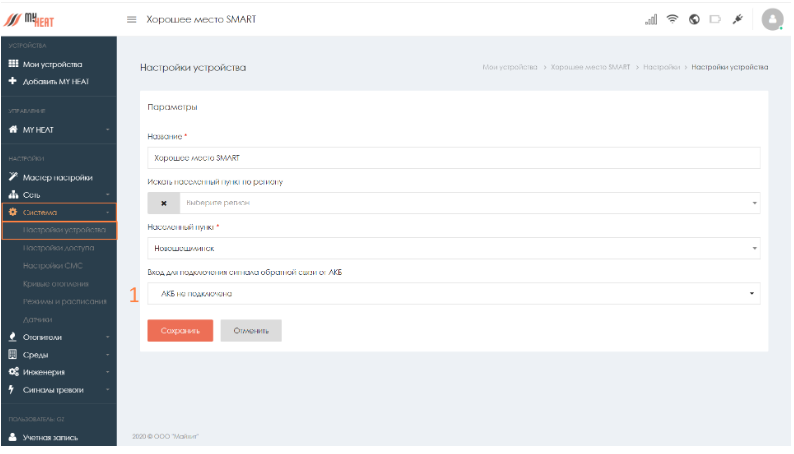 MY HEAT
Хорошее место SMART
УСТРОЙСТВА
Мои устройства
Добавить MY HEAT
УПРАВЛЕНИЕ
MY HEAT
НАСТРОЙКИ
Мастер настройки
Сеть
Система
Настройки устройства
Настройки доступа
Настройки СМС
Кривые отопления
Режимы и расписания
Датчики
Отопители
Среды
Инженерия
Сигналы тревоги
ПОЛЬЗОВАТЕЛЬ:
Учетная запись
Настройки устройства
Мои устройства > Хорошее место SMART > Настройки > Настройки устройства
Параметры
Название *
Хорошее место SMART
Искать населенный пункт по региону
Выберите регион
Населенный пункт *
Новошешминск
Вход для подключения сигнала обратной связи от АКБ
1
АКБ не подключена
Сохранить Отменить
2020 © ООО "Майхит"